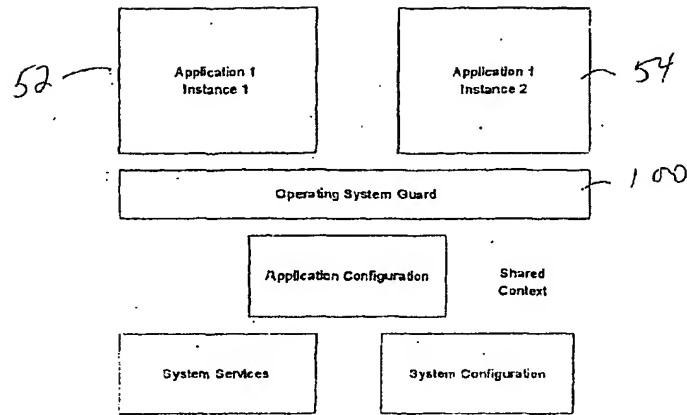 52
Application 1
Instance 1
Application 1
Instance 2
54
Operating System Guard
100
Application Configuration
Shared
Context
System Services
System Configuration